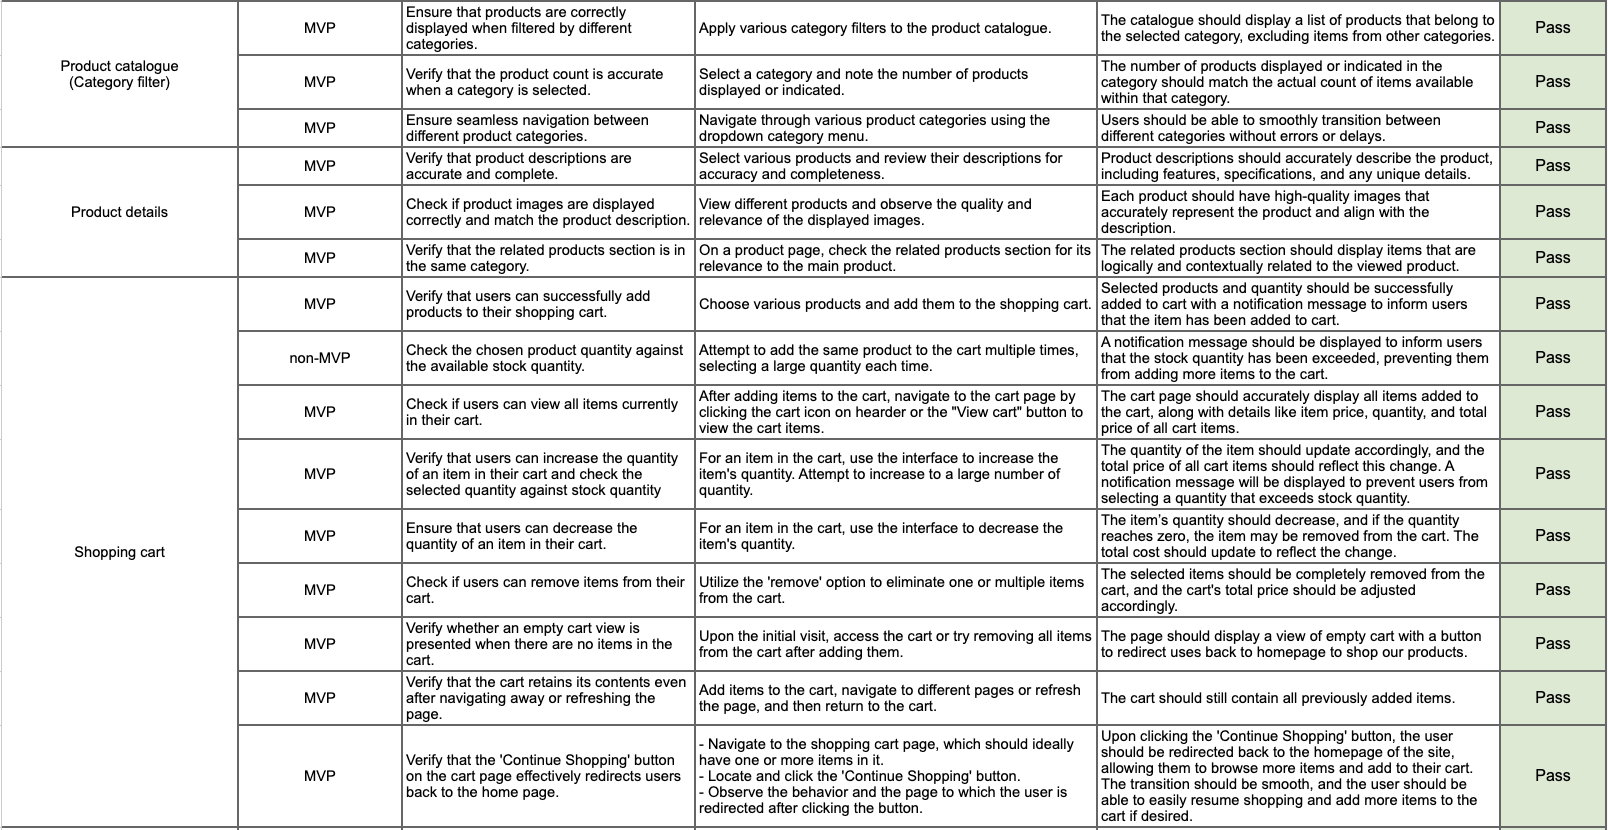 Product catalogue
(Category filter)
MVP
Ensure that products are correctly
displayed when filtered by different
categories.
Apply various category filters to the product catalogue.
The catalogue should display a list of products that belong to
the selected category, excluding items from other categories.
Pass
MVP
Verify that the product count is accurate
when a category is selected.
Select a category and note the number of products
displayed or indicated.
The number of products displayed or indicated in the
category should match the actual count of items available
within that category.
Pass
MVP
Ensure seamless navigation between
different product categories.
Navigate through various product categories using the
dropdown category menu.
Users should be able to smoothly transition between
different categories without errors or delays.
Pass
Product details
MVP
Verify that product descriptions are
accurate and complete.
Select various products and review their descriptions for
accuracy and completeness.
Product descriptions should accurately describe the product,
including features, specifications, and any unique details.
Pass
MVP
Check if product images are displayed
correctly and match the product description.
View different products and observe the quality and
relevance of the displayed images.
Each product should have high-quality images that
accurately represent the product and align with the
description.
Pass
MVP
Verify that the related products section is in
the same category.
On a product page, check the related products section for its
relevance to the main product.
The related products section should display items that are
logically and contextually related to the viewed product.
Pass
Shopping cart
MVP
Verify that users can successfully add
products to their shopping cart.
Choose various products and add them to the shopping cart.
Selected products and quantity should be successfully
added to cart with a notification message to inform users
that the item has been added to cart.
Pass
non-MVP
Check the chosen product quantity against
the available stock quantity.
Attempt to add the same product to the cart multiple times,
selecting a large quantity each time.
A notification message should be displayed to inform users
that the stock quantity has been exceeded, preventing them
from adding more items to the cart.
Pass
MVP
Check if users can view all items currently
in their cart.
After adding items to the cart, navigate to the cart page by
clicking the cart icon on hearder or the "View cart" button to
view the cart items.
The cart page should accurately display all items added to
the cart, along with details like item price, quantity, and total
price of all cart items.
Pass
MVP
Verify that users can increase the quantity
of an item in their cart and check the
selected quantity against stock quantity
For an item in the cart, use the interface to increase the
item's quantity. Attempt to increase to a large number of
quantity.
The quantity of the item should update accordingly, and the
total price of all cart items should reflect this change. A
notification message will be displayed to prevent users from
selecting a quantity that exceeds stock quantity.
Pass
MVP
Ensure that users can decrease the
quantity of an item in their cart.
For an item in the cart, use the interface to decrease the
item's quantity.
The item's quantity should decrease, and if the quantity
reaches zero, the item may be removed from the cart. The
total cost should update to reflect the change.
Pass
MVP
Check if users can remove items from their
cart.
Utilize the 'remove' option to eliminate one or multiple items
from the cart.
The selected items should be completely removed from the
cart, and the cart's total price should be adjusted
accordingly.
Pass
MVP
Verify whether an empty cart view is
presented when there are no items in the
cart.
Upon the initial visit, access the cart or try removing all items
from the cart after adding them.
The page should display a view of empty cart with a button
to redirect uses back to homepage to shop our products.
Pass
MVP
Verify that the cart retains its contents even
after navigating away or refreshing the
page.
Add items to the cart, navigate to different pages or refresh
the page, and then return to the cart.
The cart should still contain all previously added items.
Pass
MVP
Verify that the 'Continue Shopping' button
on the cart page effectively redirects users
back to the home page.
- Navigate to the shopping cart page, which should ideally
have one or more items in it.
- Locate and click the 'Continue Shopping' button.
- Observe the behavior and the page to which the user is
redirected after clicking the button.
Upon clicking the 'Continue Shopping' button, the user
should be redirected back to the homepage of the site,
allowing them to browse more items and add to their cart.
The transition should be smooth, and the user should be
able to easily resume shopping and add more items to the
cart if desired.
Pass